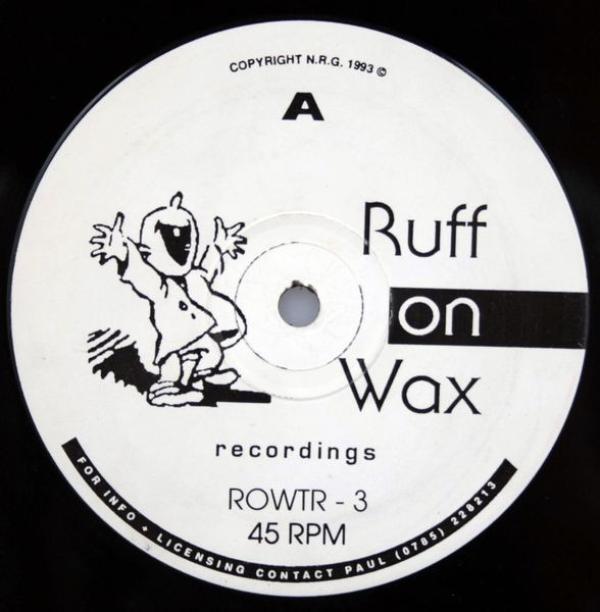 COPYRIGHT N.R.G. 1993 ©
A
Ruff
on
Wax
recordings
ROWTR - 3
45 RPM
FOR INFO + LICENSING CONTACT PAUL (0785) 228213